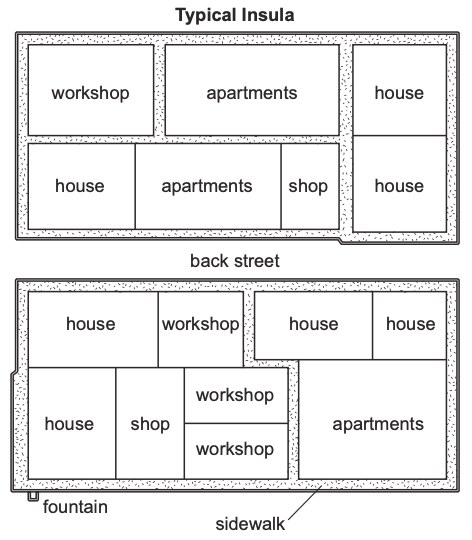 Typical Insula
workshop
apartments
house
house
apartments
shop
house
back street
house
workshop
house
house
house
shop
workshop
workshop
apartments
fountain
sidewalk